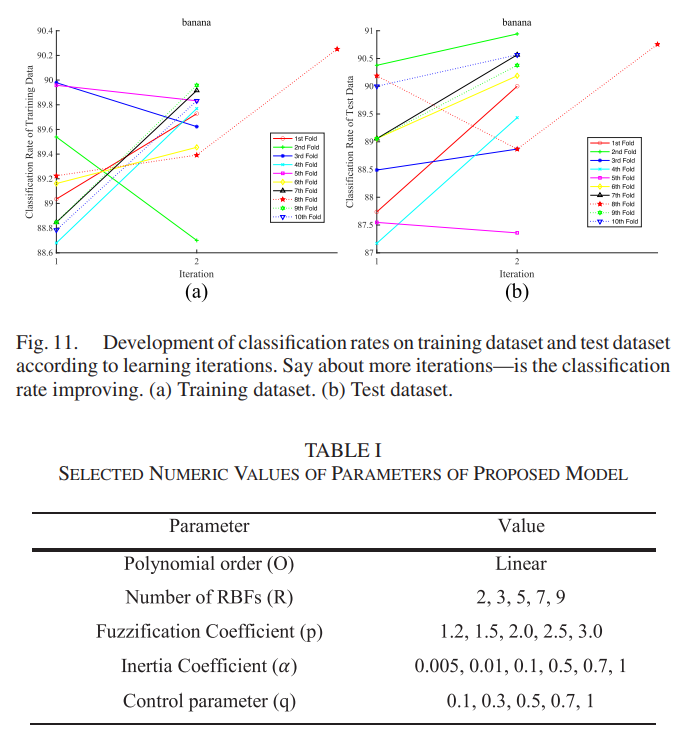 banana
90.4
90.2
90
89.8
89.6
89.4
89.2
89
88.8
88.6
Classification Rate of Trarining Data
1
2
Iteration
1st Fold
2nd Fold
3rd Fold
4th Fold
5th Fold
6th Fold
7th Fold
8th Fold
9th Fold
10th Fold
(a)
banana
91
90.5
90
89.5
89
88.5
88
87.5
87
Classification Rate of Test Data
1
2
Iteration
1st Fold
2nd Fold
3rd Fold
4th Fold
5th Fold
6th Fold
7th Fold
8th Fold
9th Fold
10th Fold
(b)
Fig. 11. Development of classification rates on training dataset and test dataset
according to learning iterations. Say about more iterations—is the classification
rate improving. (a) Training dataset. (b) Test dataset.
TABLE I
SELECTED NUMERIC VALUES OF PARAMETERS OF PROPOSED MODEL
Parameter Value
Polynomial order (O) Linear
Number of RBFs (R) 2, 3, 5, 7, 9
Fuzzification Coefficient (p) 1.2, 1.5, 2.0, 2.5, 3.0
Inertia Coefficient (α) 0.005, 0.01, 0.1, 0.5, 0.7, 1
Control parameter (q) 0.1, 0.3, 0.5, 0.7, 1